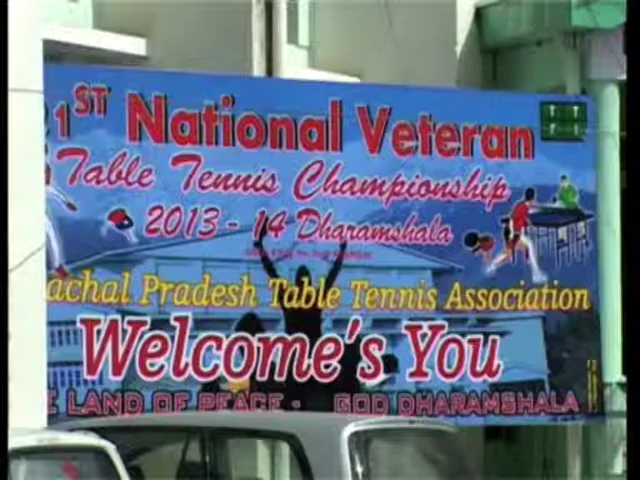 1ST National Veteran
Table Tennis Championship
2013 - 14 Dharamshala
achal Pradesh Table Tennis Association
Welcome's You
E LAND OF PEACE - GOD DHARAMSHALA